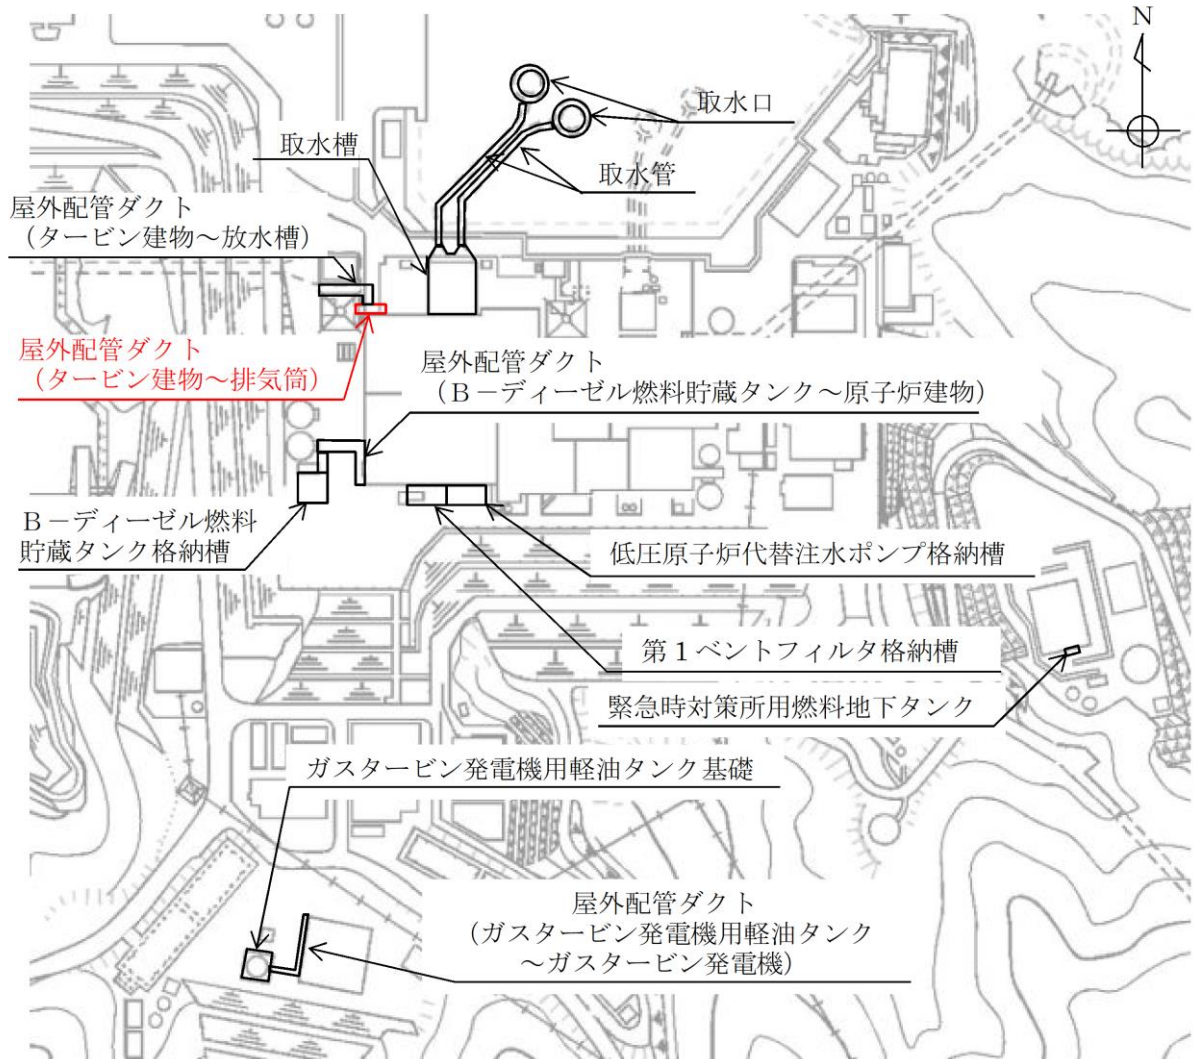 N
取水口
取水槽
取水管
屋外配管ダクト
(タービン建物~放水槽)
屋外配管ダクト
(タービン建物~排気筒)
屋外配管ダクト
(B-ディーゼル燃料貯蔵タンク~原子炉建物)
B-ディーゼル燃料
貯蔵タンク格納槽
低圧原子炉代替注水ポンプ格納槽
第1ベントフィルタ格納槽
緊急時対策所用燃料地下タンク
ガスタービン発電機用軽油タンク基礎
屋外配管ダクト
(ガスタービン発電機用軽油タンク
~ガスタービン発電機)